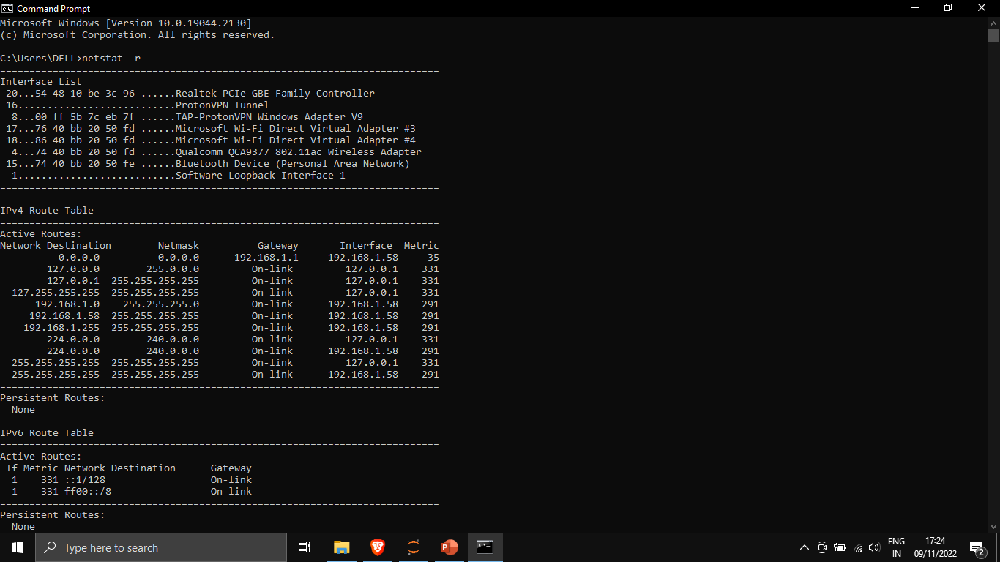 Command Prompt
Microsoft Windows [Version 10.0.19044.2130]
(c) Microsoft Corporation. All rights reserved.
C:\Users\DELL>netstat -r
===========================================================================
Interface List
 20...54 48 10 be 3c 96 ......Realtek PCIe GBE Family Controller
 16...........................ProtonVPN Tunnel
  8...00 ff 5b 7c eb 7f ......TAP-ProtonVPN Windows Adapter V9
 17...76 40 bb 20 50 fd ......Microsoft Wi-Fi Direct Virtual Adapter #3
 18...86 40 bb 20 50 fd ......Microsoft Wi-Fi Direct Virtual Adapter #4
  4...74 40 bb 20 50 fd ......Qualcomm QCA9377 802.11ac Wireless Adapter
 15...74 40 bb 20 50 fe ......Bluetooth Device (Personal Area Network)
  1...........................Software Loopback Interface 1
===========================================================================
IPv4 Route Table
===========================================================================
Active Routes:
Network Destination        Netmask          Gateway       Interface  Metric
          0.0.0.0          0.0.0.0      192.168.1.1     192.168.1.58     35
        127.0.0.0        255.0.0.0         On-link         127.0.0.1    331
        127.0.0.1  255.255.255.255         On-link         127.0.0.1    331
  127.255.255.255  255.255.255.255         On-link         127.0.0.1    331
      192.168.1.0    255.255.255.0         On-link      192.168.1.58    291
     192.168.1.58  255.255.255.255         On-link      192.168.1.58    291
    192.168.1.255  255.255.255.255         On-link      192.168.1.58    291
        224.0.0.0        240.0.0.0         On-link         127.0.0.1    331
        224.0.0.0        240.0.0.0         On-link      192.168.1.58    291
  255.255.255.255  255.255.255.255         On-link         127.0.0.1    331
  255.255.255.255  255.255.255.255         On-link      192.168.1.58    291
===========================================================================
Persistent Routes:
  None
IPv6 Route Table
===========================================================================
Active Routes:
 If Metric Network Destination      Gateway
  1    331 ::1/128                  On-link
  1    331 ff00::/8                 On-link
===========================================================================
Persistent Routes:
  None
Type here to search
ENG
IN
17:24
09/11/2022
2